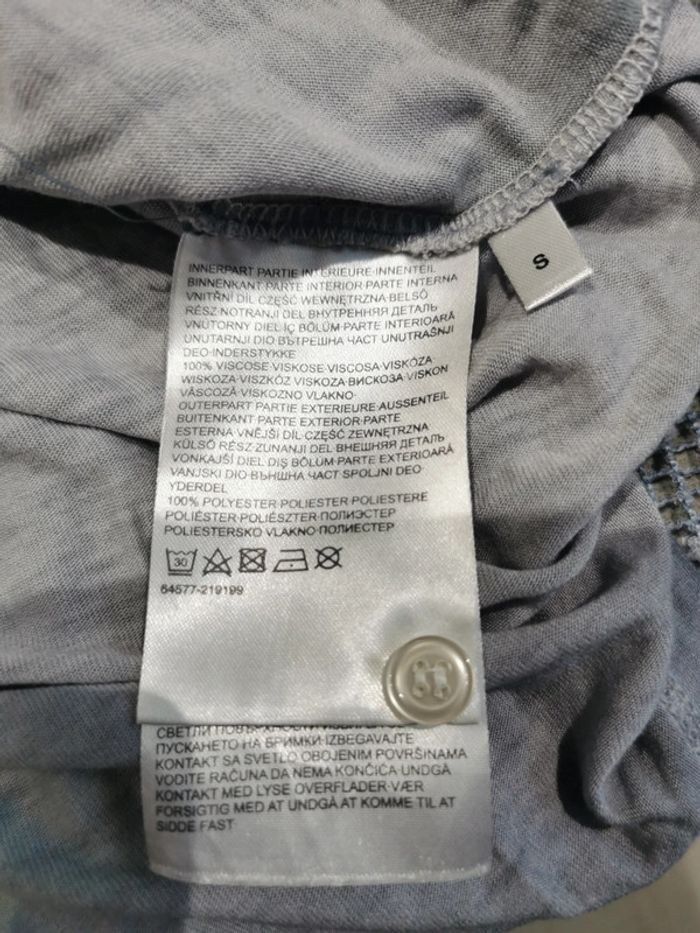 INNERPART·PARTIE INTERIEURE·INNENTEIL
BINNENKANT·PARTE INTERIOR·PARTE INTERNA
VNITŘNÍ DÍL·CZĘŚĆ WEWNĘTRZNA·BELSŐ
RÉSZ·NOTRANJI DEL·ВНУТРЕННЯЯ ДЕТАЛЬ
VNÚTORNÝ DIEL·İÇ BÖLÜM·PARTE INTERIOARĂ
UNUTARNJI DIO·ВЪТРЕШНА ЧАСТ·UNUTRAŠNJI
DEO·INDERSTYKKE
100% VISCOSE·VISKOSE·VISCOSA·VISKÓZA·
WISKOZA·VISZKÓZ·VISKOZA·ВИСКОЗА·VISKON
VÂSCOZĂ·VISKOZNO VLAKNO·
OUTERPART·PARTIE EXTERIEURE·AUSSENTEIL
BUITENKANT·PARTE EXTERIOR·PARTE
ESTERNA·VNĚJŠÍ DÍL·CZĘŚĆ ZEWNĘTRZNA
KÜLSŐ RÉSZ·ZUNANJI DEL·ВНЕШНЯЯ ДЕТАЛЬ
VONKAJŠÍ DIEL·DIŞ BÖLÜM·PARTE EXTERIOARĂ
VANJSKI DIO·ВЪНШНА ЧАСТ·SPOLJNI DEO·
YDERDEL
100% POLYESTER·POLIESTER·POLIESTERE
POLIÉSTER·POLIÉSZTER·ПОЛИЭСТЕР
POLIESTERSKO VLAKNO·ПОЛИЕСТЕР
30
64577-219199
S
СВЕТЛИ
ПУСКАНЕТО НА БРИМКИ·IZBEGAVAJTE
KONTAKT SA SVETLO OBOJENIM POVRŠINAMA
VODITE RAČUNA DA NEMA KONČIĆA·UNDGÅ
KONTAKT MED LYSE OVERFLADER·VÆR
FORSIGTIG MED AT UNDGÅ AT KOMME TIL AT
SIDDE FAST·